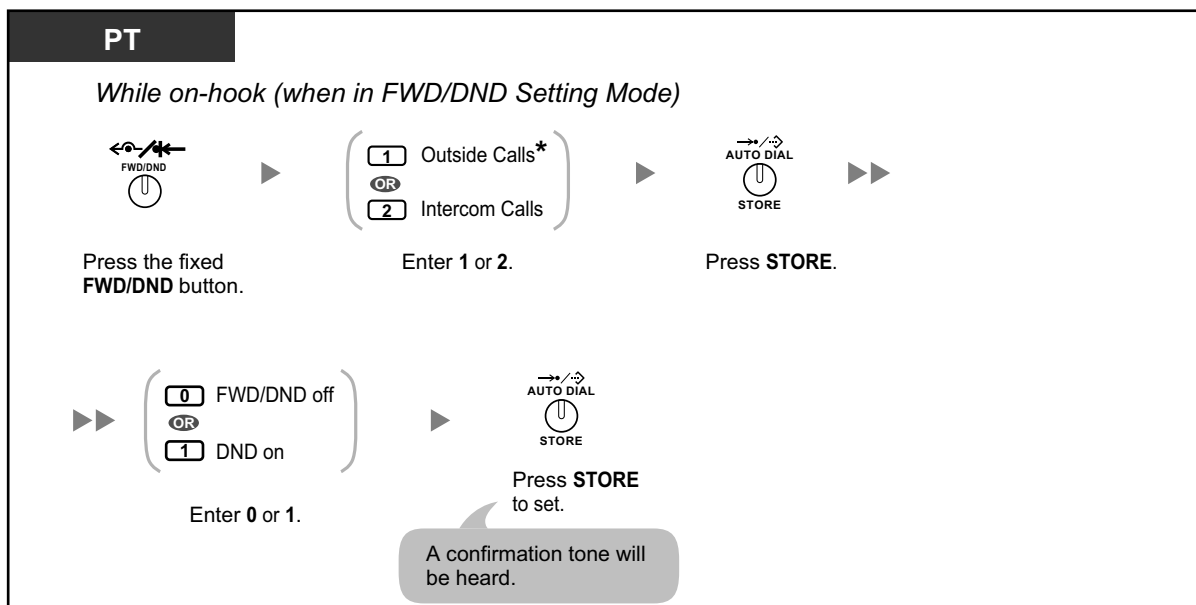 PT
While on-hook (when in FWD/DND Setting Mode)
FWD/DND
1 Outside Calls*
OR
2 Intercom Calls
AUTO DIAL
STORE
Press the fixed
FWD/DND button.
Enter 1 or 2.
Press STORE.
0 FWD/DND off
OR
1 DND on
AUTO DIAL
STORE
Enter 0 or 1.
Press STORE
to set.
A confirmation tone will
be heard.